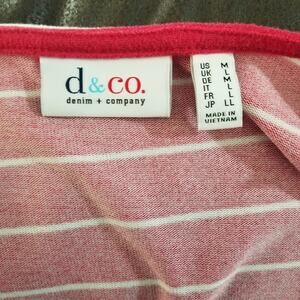 d&co.
denim + company
US M
UK L
DE M
IT L
FR L
JP LL
MADE IN
VIETNAM